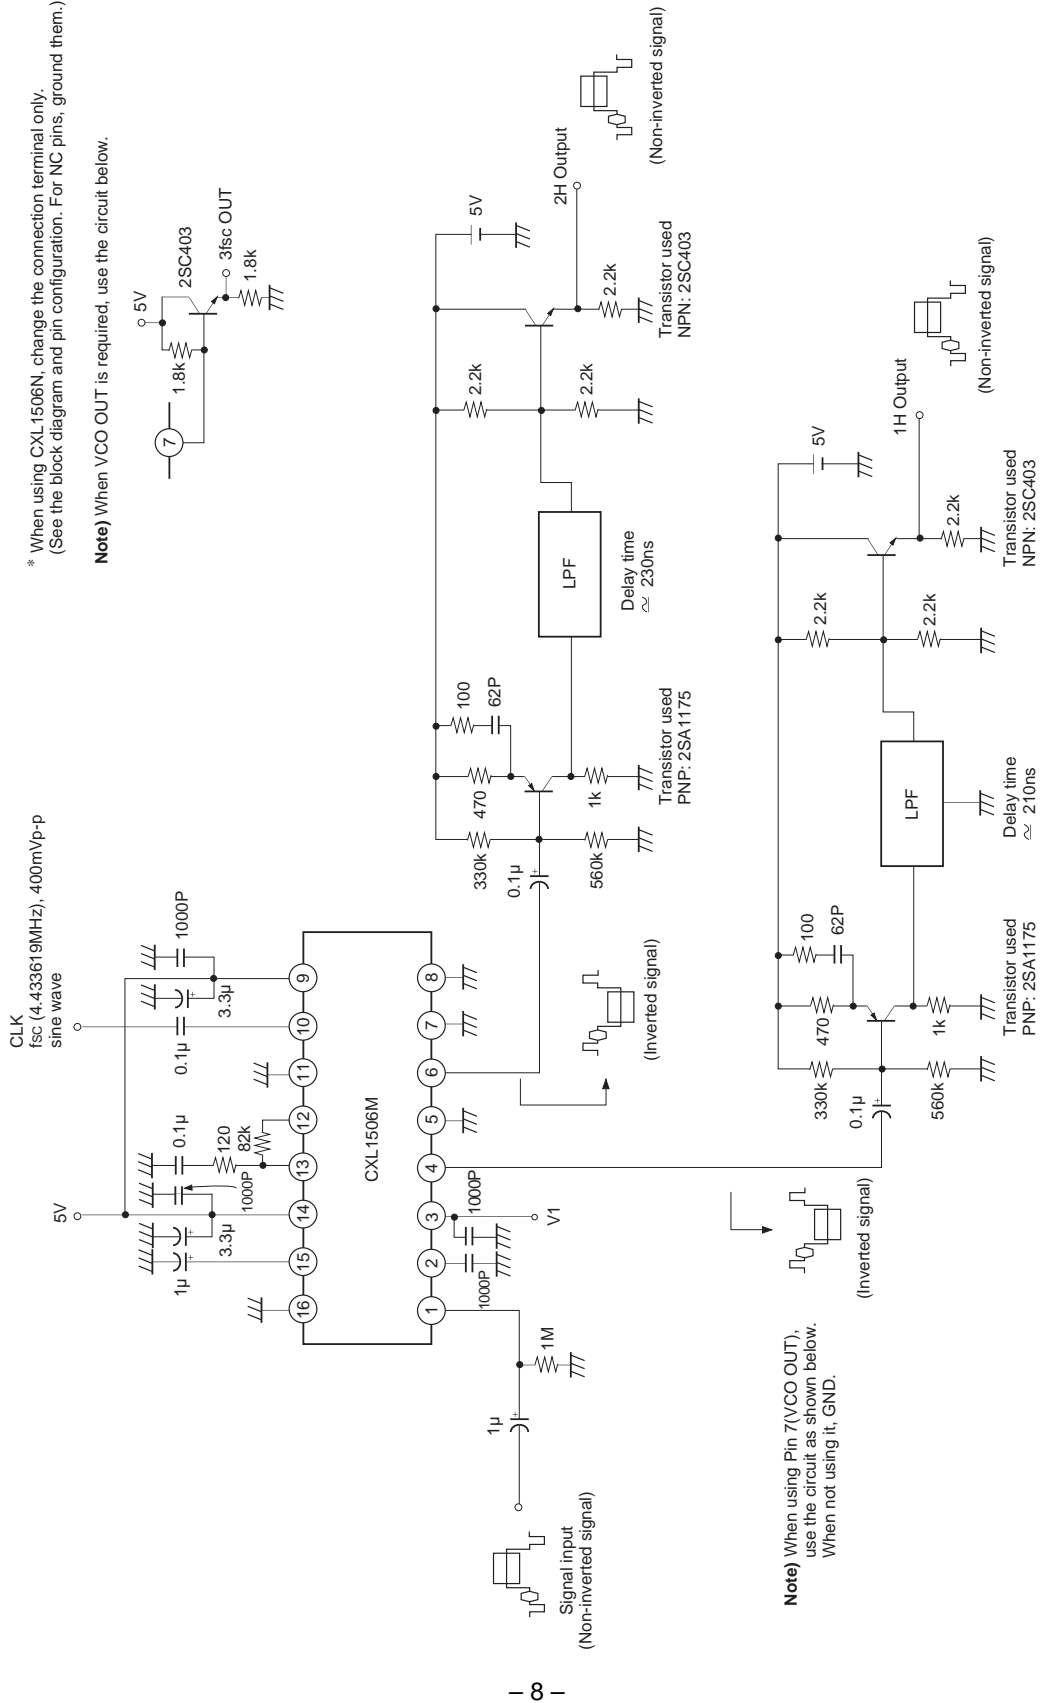 * When using CXL1506N, change the connection terminal only.
(See the block diagram and pin configuration. For NC pins, ground them.)
Note) When VCO OUT is required, use the circuit below.
5V
1.8k
2SC403
3fsc OUT
1.8k
7
CLK
fsc (4.433619MHz), 400mVp-p
sine wave
5V
1µ
3.3µ
1000P
0.1µ
120
82k
0.1µ
3.3µ
1000P
16
15
14
13
12
11
10
9
CXL1506M
1
2
3
4
5
6
7
8
1000P
1000P
V1
1M
1µ
Signal input
(Non-inverted signal)
(Inverted signal)
0.1µ
330k
560k
470
1k
100
62P
Transistor used
PNP: 2SA1175
LPF
Delay time
≃ 230ns
2.2k
2.2k
5V
2.2k
Transistor used
NPN: 2SC403
2H Output
(Non-inverted signal)
(Inverted signal)
0.1µ
330k
560k
470
1k
100
62P
Transistor used
PNP: 2SA1175
LPF
Delay time
≃ 210ns
2.2k
2.2k
5V
2.2k
Transistor used
NPN: 2SC403
1H Output
(Non-inverted signal)
Note) When using Pin 7(VCO OUT),
use the circuit as shown below.
When not using it, GND.
– 8 –